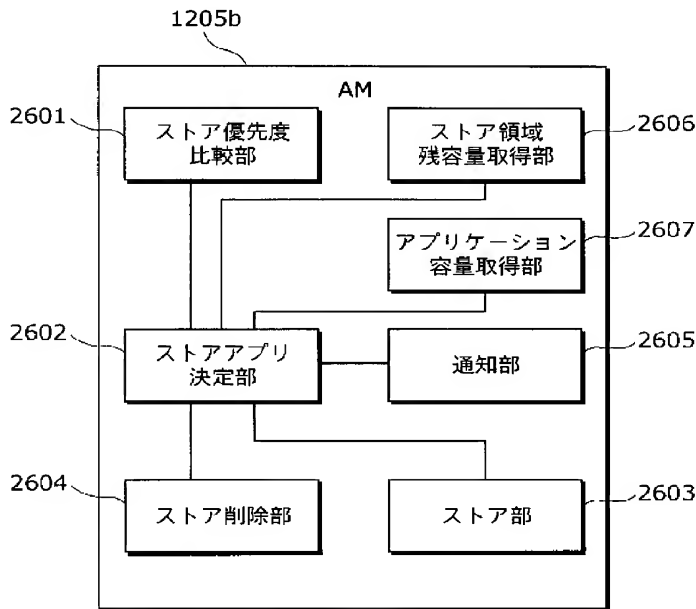 1205b
AM
2601
ストア優先度
比較部
ストア領域
残容量取得部
2606
アプリケーション
容量取得部
2607
2602
ストアアプリ
決定部
通知部
2605
2604
ストア削除部
ストア部
2603